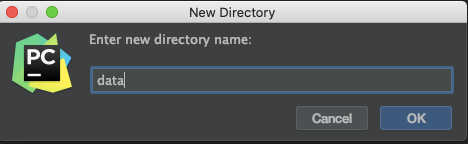 New Directory
PC
Enter new directory name:
data
Cancel
OK